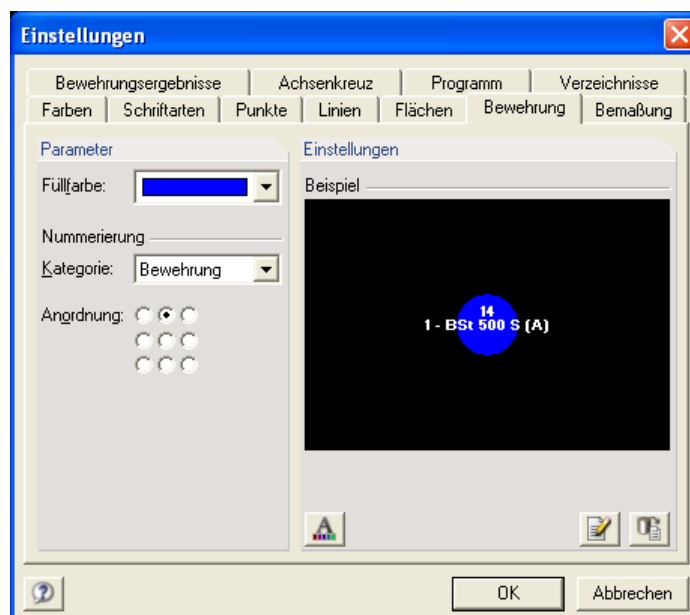 Einstellungen
Bewehrungsergebnisse Achsenkreuz Programm Verzeichnisse
Farben Schriftarten Punkte Linien Flächen Bewehrung Bemaßung
Parameter
Füllfarbe:
Nummerierung
Kategorie: Bewehrung
Anordnung:
Einstellungen
Beispiel
14
1 - BSt 500 S (A)
A
OK Abbrechen